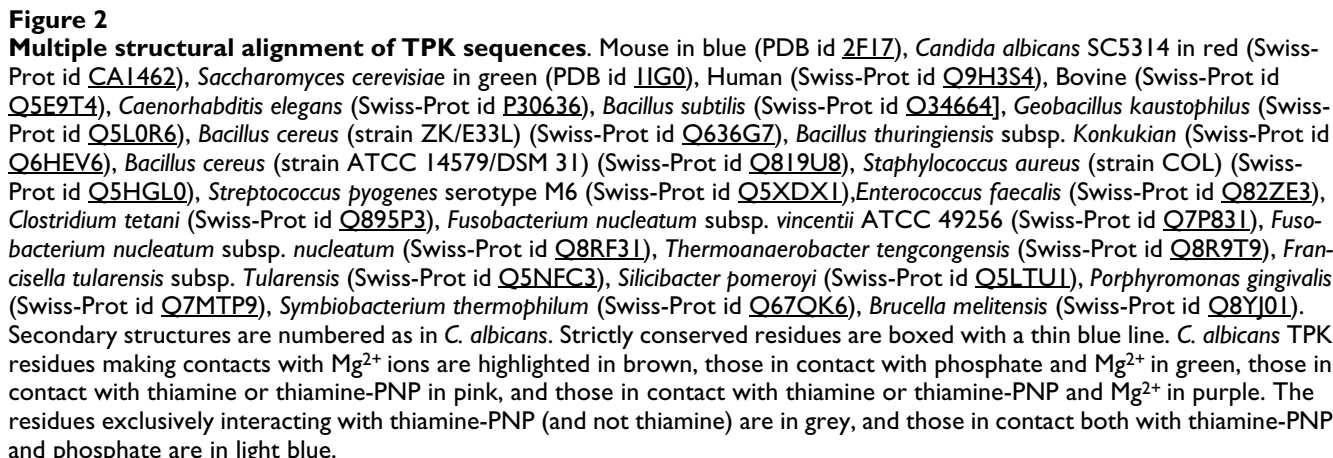 Figure 2
Multiple structural alignment of TPK sequences. Mouse in blue (PDB id 2F17), Candida albicans SC5314 in red (Swiss-
Prot id CA1462), Saccharomyces cerevisiae in green (PDB id 1IG0), Human (Swiss-Prot id Q9H3S4), Bovine (Swiss-Prot id
Q5E9T4), Caenorhabditis elegans (Swiss-Prot id P30636), Bacillus subtilis (Swiss-Prot id O34664], Geobacillus kaustophilus (Swiss-
Prot id Q5L0R6), Bacillus cereus (strain ZK/E33L) (Swiss-Prot id Q636G7), Bacillus thuringiensis subsp. Konkukian (Swiss-Prot id
Q6HEV6), Bacillus cereus (strain ATCC 14579/DSM 31) (Swiss-Prot id Q819U8), Staphylococcus aureus (strain COL) (Swiss-
Prot id Q5HGL0), Streptococcus pyogenes serotype M6 (Swiss-Prot id Q5XDX1),Enterococcus faecalis (Swiss-Prot id Q82ZE3),
Clostridium tetani (Swiss-Prot id Q895P3), Fusobacterium nucleatum subsp. vincentii ATCC 49256 (Swiss-Prot id Q7P831), Fuso-
bacterium nucleatum subsp. nucleatum (Swiss-Prot id Q8RF31), Thermoanaerobacter tengcongensis (Swiss-Prot id Q8R9T9), Fran-
cisella tularensis subsp. Tularensis (Swiss-Prot id Q5NFC3), Silicibacter pomeroyi (Swiss-Prot id Q5LTU1), Porphyromonas gingivalis
(Swiss-Prot id Q7MTP9), Symbiobacterium thermophilum (Swiss-Prot id Q67QK6), Brucella melitensis (Swiss-Prot id Q8YJ01).
Secondary structures are numbered as in C. albicans. Strictly conserved residues are boxed with a thin blue line. C. albicans TPK
residues making contacts with Mg2+ ions are highlighted in brown, those in contact with phosphate and Mg2+ in green, those in
contact with thiamine or thiamine-PNP in pink, and those in contact with thiamine or thiamine-PNP and Mg2+ in purple. The
residues exclusively interacting with thiamine-PNP (and not thiamine) are in grey, and those in contact both with thiamine-PNP
and phosphate are in light blue.